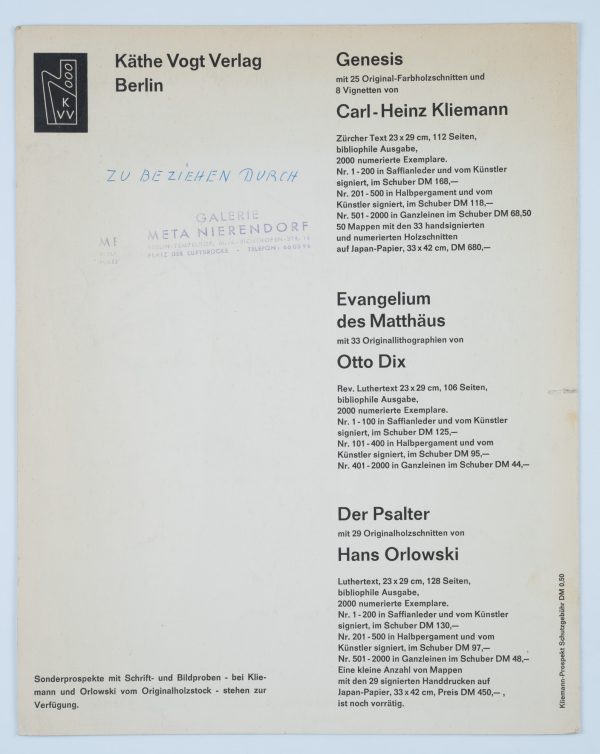 K
VV
Käthe Vogt Verlag
Berlin
ZU BEZIEHEN DURCH
GALERIE
META NIERENDORF
PLATZ DER LUFTBRÜCKE • TELEFON: 66 05 96
Sonderprospekte mit Schrift- und Bildproben - bei Klie-
mann und Orlowski vom Originalholzstock - stehen zur
Verfügung.
Genesis
mit 25 Original-Farbholzschnitten und
8 Vignetten von
Carl-Heinz Kliemann
Zürcher Text 23 x 29 cm, 112 Seiten,
bibliophile Ausgabe,
2000 numerierte Exemplare.
Nr. 1 - 200 in Saffianleder und vom Künstler
signiert, im Schuber DM 168,—
Nr. 201 - 500 in Halbpergament und vom
Künstler signiert, im Schuber DM 118,—
Nr. 501 - 2000 in Ganzleinen im Schuber DM 68,50
50 Mappen mit den 33 handsignierten
und numerierten Holzschnitten
auf Japan-Papier, 33 x 42 cm, DM 680,—
Evangelium
des Matthäus
mit 33 Originallithographien von
Otto Dix
Rev. Luthertext 23 x 29 cm, 106 Seiten,
bibliophile Ausgabe,
2000 numerierte Exemplare.
Nr. 1 - 100 in Saffianleder und vom Künstler
signiert, im Schuber DM 125,—
Nr. 101 - 400 in Halbpergament und vom
Künstler signiert, im Schuber DM 95,—
Nr. 401 - 2000 in Ganzleinen im Schuber DM 44,—
Der Psalter
mit 29 Originalholzschnitten von
Hans Orlowski
Luthertext, 23 x 29 cm, 128 Seiten,
bibliophile Ausgabe,
2000 numerierte Exemplare.
Nr. 1 - 200 in Saffianleder und vom Künstler
signiert, im Schuber DM 130,—
Nr. 201 - 500 in Halbpergament und vom
Künstler signiert, im Schuber DM 97,—
Nr. 501 - 2000 in Ganzleinen im Schuber DM 48,—
Eine kleine Anzahl von Mappen
mit den 29 signierten Handdrucken auf
Japan-Papier, 33 x 42 cm, Preis DM 450,— ,
ist noch vorrätig.
Kliemann-Prospekt Schutzgebühr DM 0,50